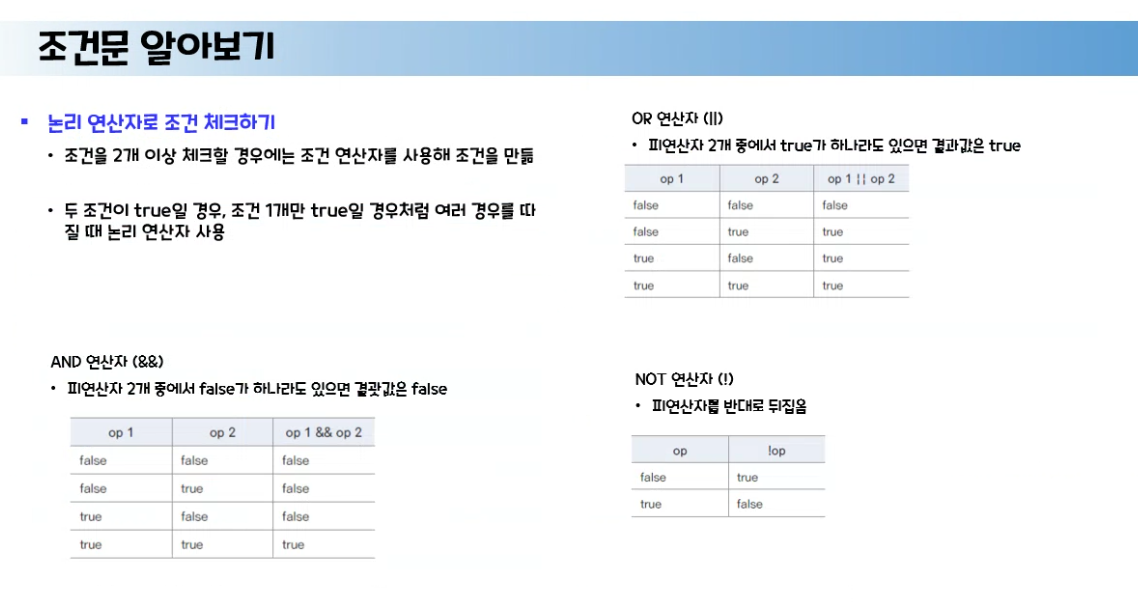 조건문 알아보기
▪ 논리 연산자로 조건 체크하기
• 조건을 2개 이상 체크할 경우에는 조건 연산자를 사용해 조건을 만듦
• 두 조건이 true일 경우, 조건 1개만 true일 경우처럼 여러 경우를 따
질 때 논리 연산자 사용
AND 연산자 (&&)
• 피연산자 2개 중에서 false가 하나라도 있으면 결괏값은 false
op 1 op 2 op 1 && op 2
false false false
false true false
true false false
true true true
OR 연산자 (||)
• 피연산자 2개 중에서 true가 하나라도 있으면 결과값은 true
op 1 op 2 op 1 || op 2
false false false
false true true
true false true
true true true
NOT 연산자 (!)
• 피연산자를 반대로 뒤집음
op !op
false true
true false